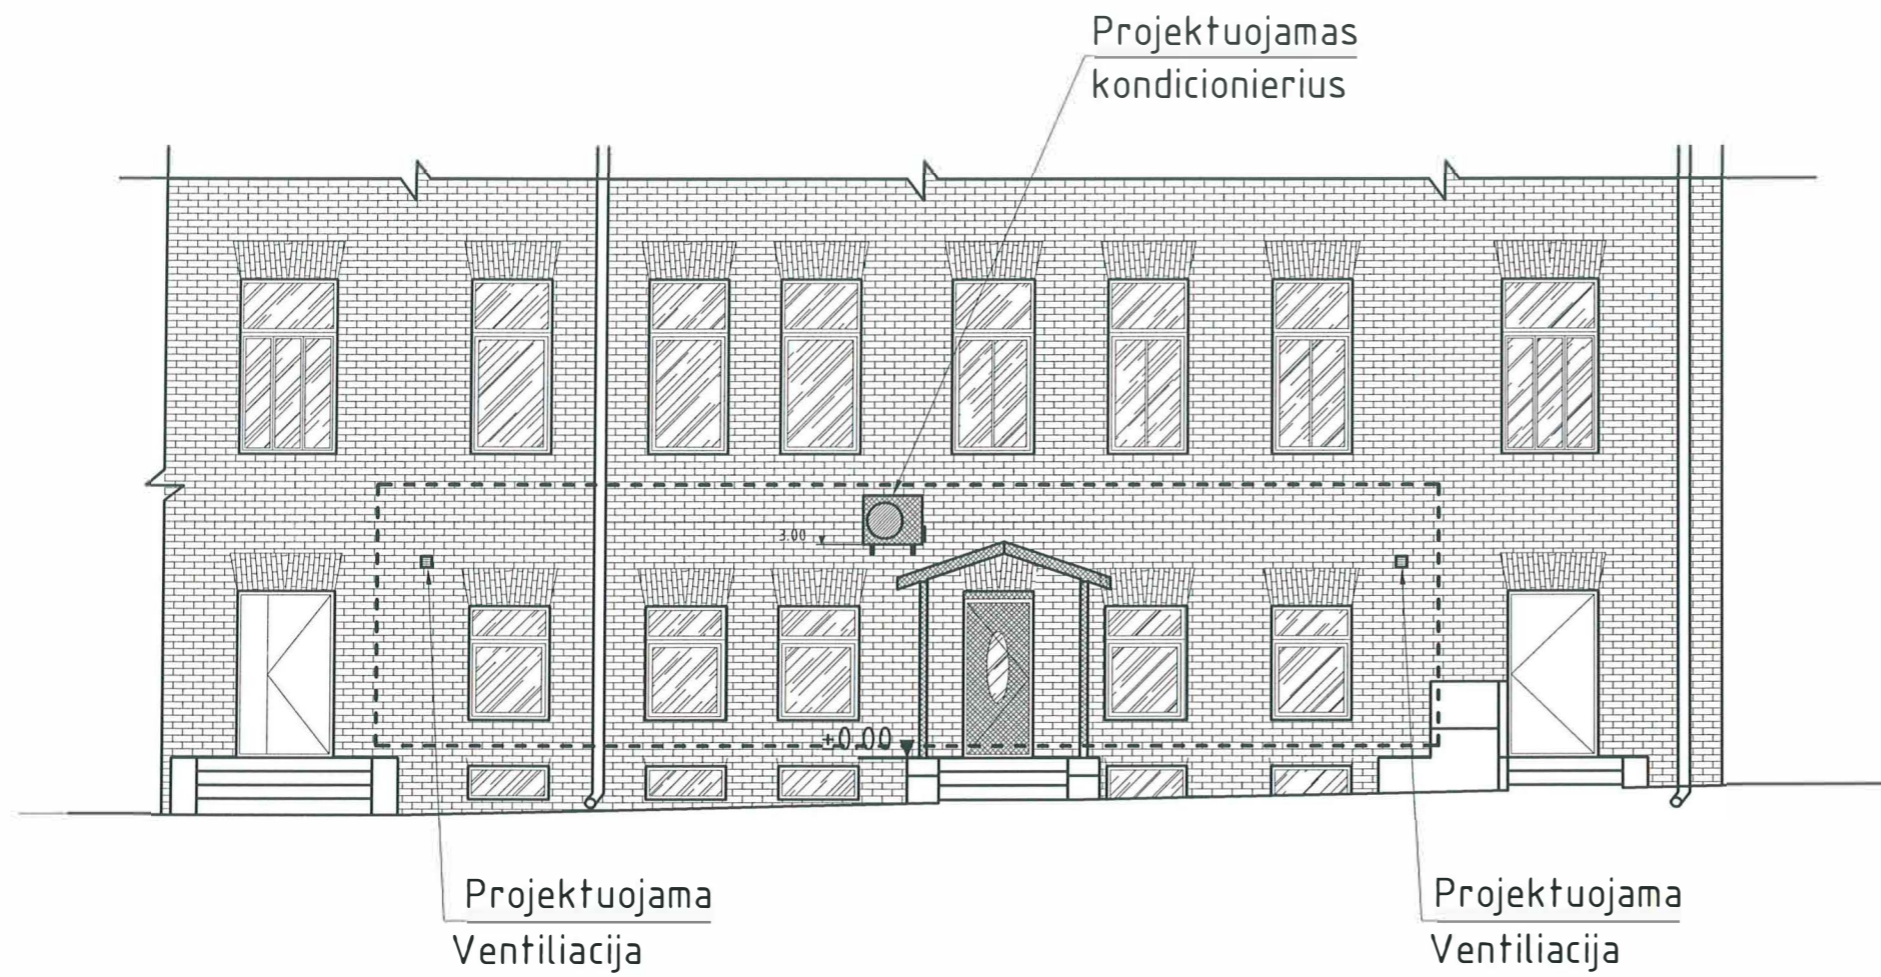 Projektuojamas
kondicionierius
3.00
+0.00
Projektuojama
Ventiliacija
Projektuojama
Ventiliacija